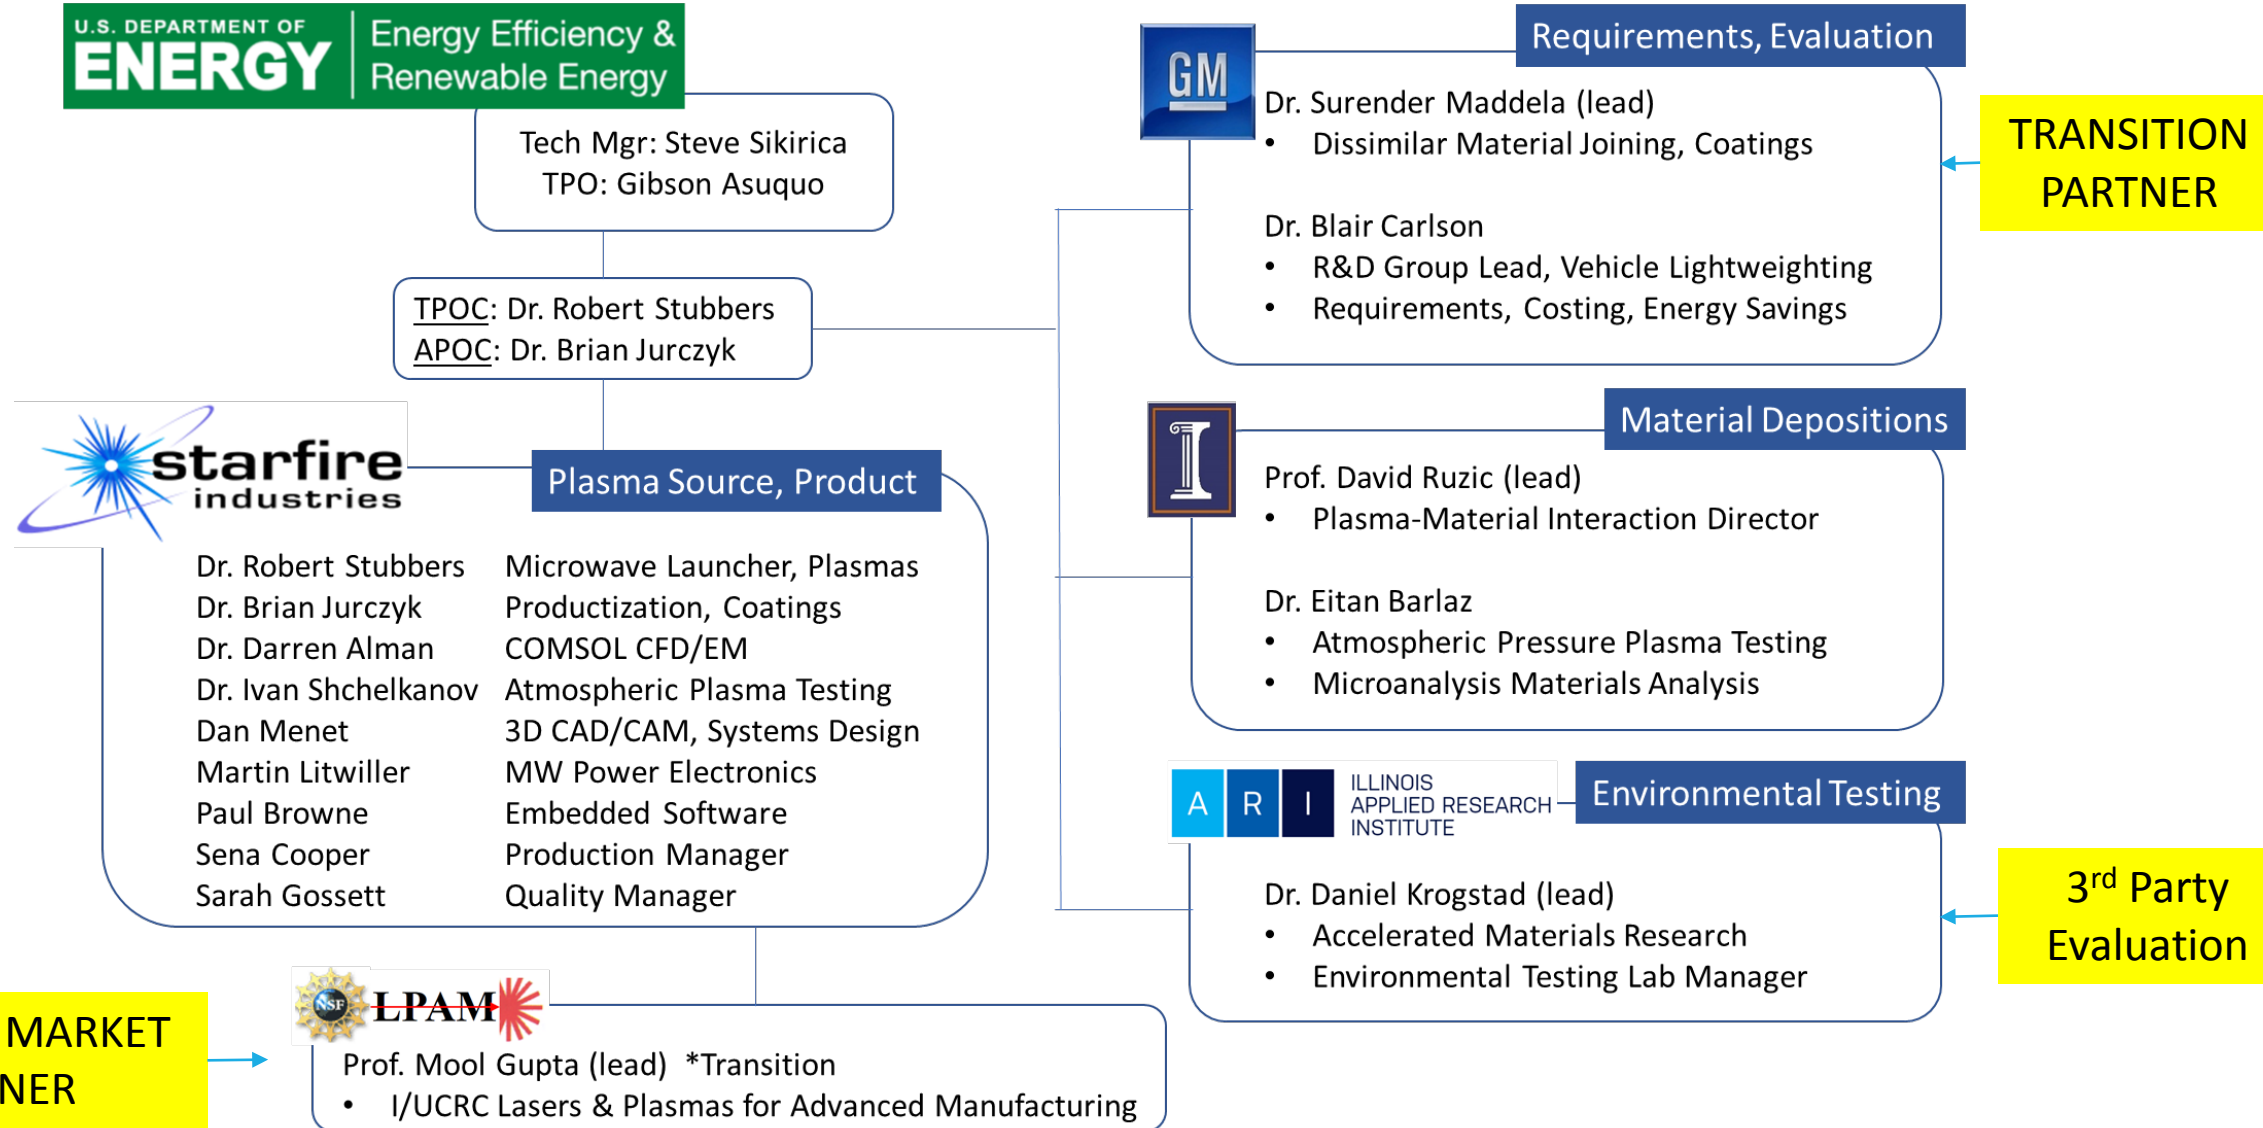 U.S. DEPARTMENT OF
ENERGY
Energy Efficiency &
Renewable Energy
Tech Mgr: Steve Sikirica
TPO: Gibson Asuquo
TPOC: Dr. Robert Stubbers
APOC: Dr. Brian Jurczyk
starfire
industries
Plasma Source, Product
Dr. Robert Stubbers Microwave Launcher, Plasmas
Dr. Brian Jurczyk Productization, Coatings
Dr. Darren Alman COMSOL CFD/EM
Dr. Ivan Shchelkanov Atmospheric Plasma Testing
Dan Menet 3D CAD/CAM, Systems Design
Martin Litwiller MW Power Electronics
Paul Browne Embedded Software
Sena Cooper Production Manager
Sarah Gossett Quality Manager
MARKET
NER
NSF LPAM
Prof. Mool Gupta (lead) *Transition
• I/UCRC Lasers & Plasmas for Advanced Manufacturing
GM
Requirements, Evaluation
Dr. Surender Maddela (lead)
• Dissimilar Material Joining, Coatings
Dr. Blair Carlson
• R&D Group Lead, Vehicle Lightweighting
• Requirements, Costing, Energy Savings
TRANSITION
PARTNER
I
Material Depositions
Prof. David Ruzic (lead)
• Plasma-Material Interaction Director
Dr. Eitan Barlaz
• Atmospheric Pressure Plasma Testing
• Microanalysis Materials Analysis
A R I
ILLINOIS
APPLIED RESEARCH
INSTITUTE
Environmental Testing
Dr. Daniel Krogstad (lead)
• Accelerated Materials Research
• Environmental Testing Lab Manager
3rd Party
Evaluation